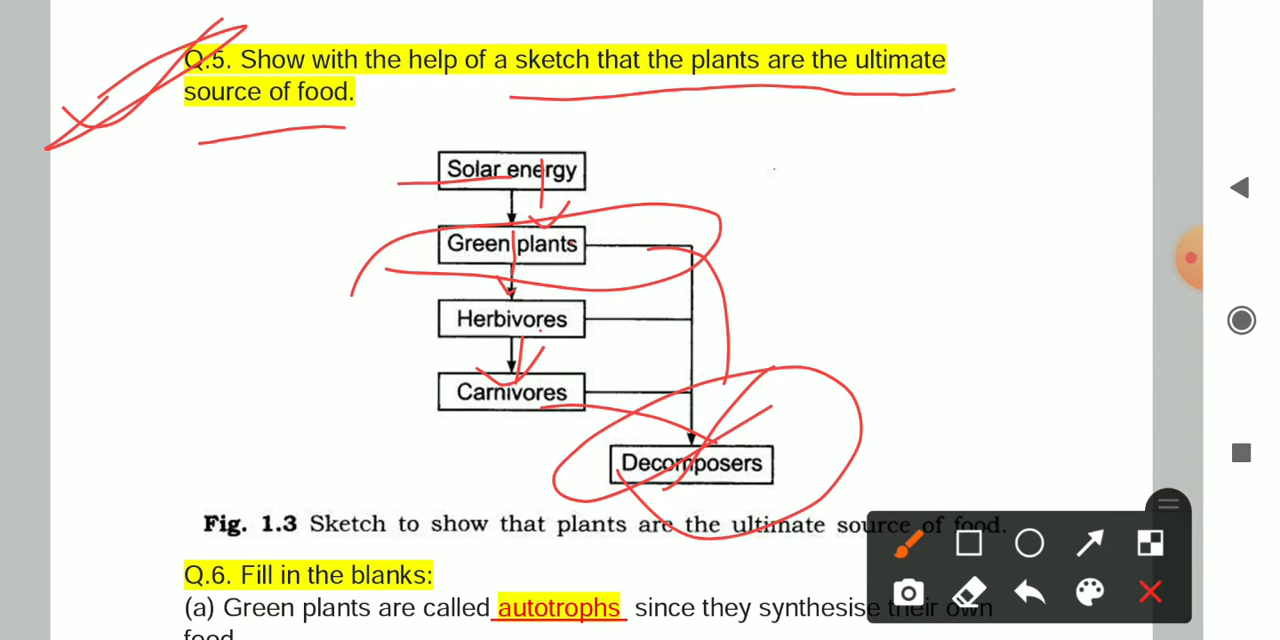 Q.5. Show with the help of a sketch that the plants are the ultimate
source of food.
Solar energy
Green plants
Herbivores
Carnivores
Decomposers
Fig. 1.3 Sketch to show that plants are the ultimate source of food.
Q.6. Fill in the blanks:
(a) Green plants are called autotrophs since they synthesise their own
food